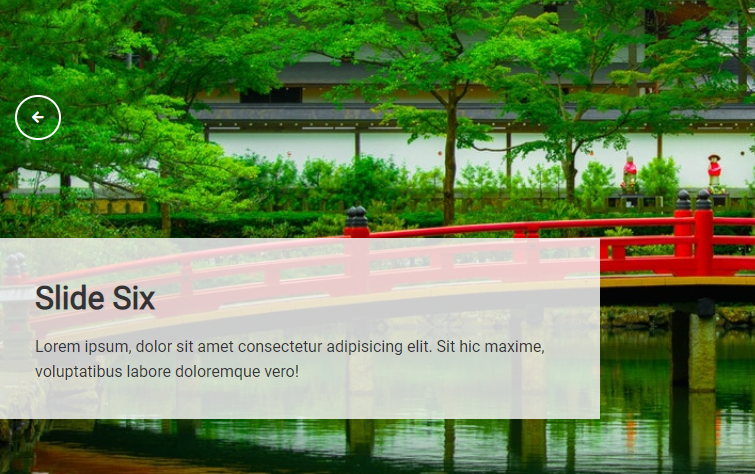 Slide Six
Lorem ipsum, dolor sit amet consectetur adipisicing elit. Sit hic maxime,
voluptatibus labore doloremque vero!